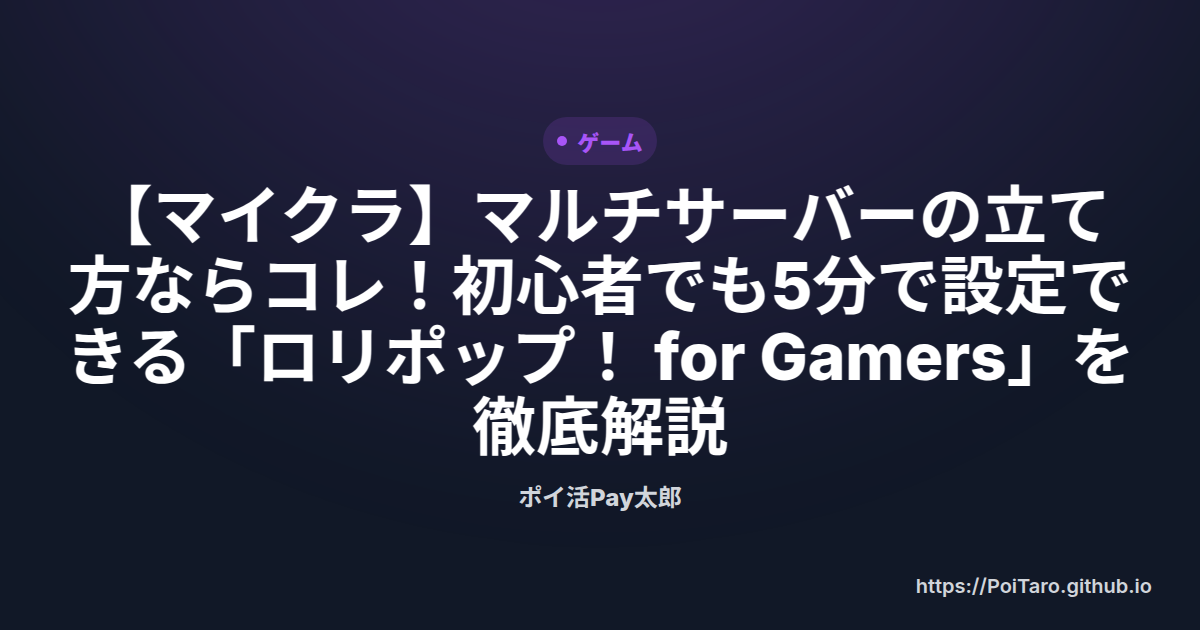 ゲーム
【マイクラ】マルチサーバーの立て
方ならコレ！初心者でも5分で設定で
きる「ロリポップ！ for Gamers」を
徹底解説
ポイ活Pay太郎
https://PoiTaro.github.io